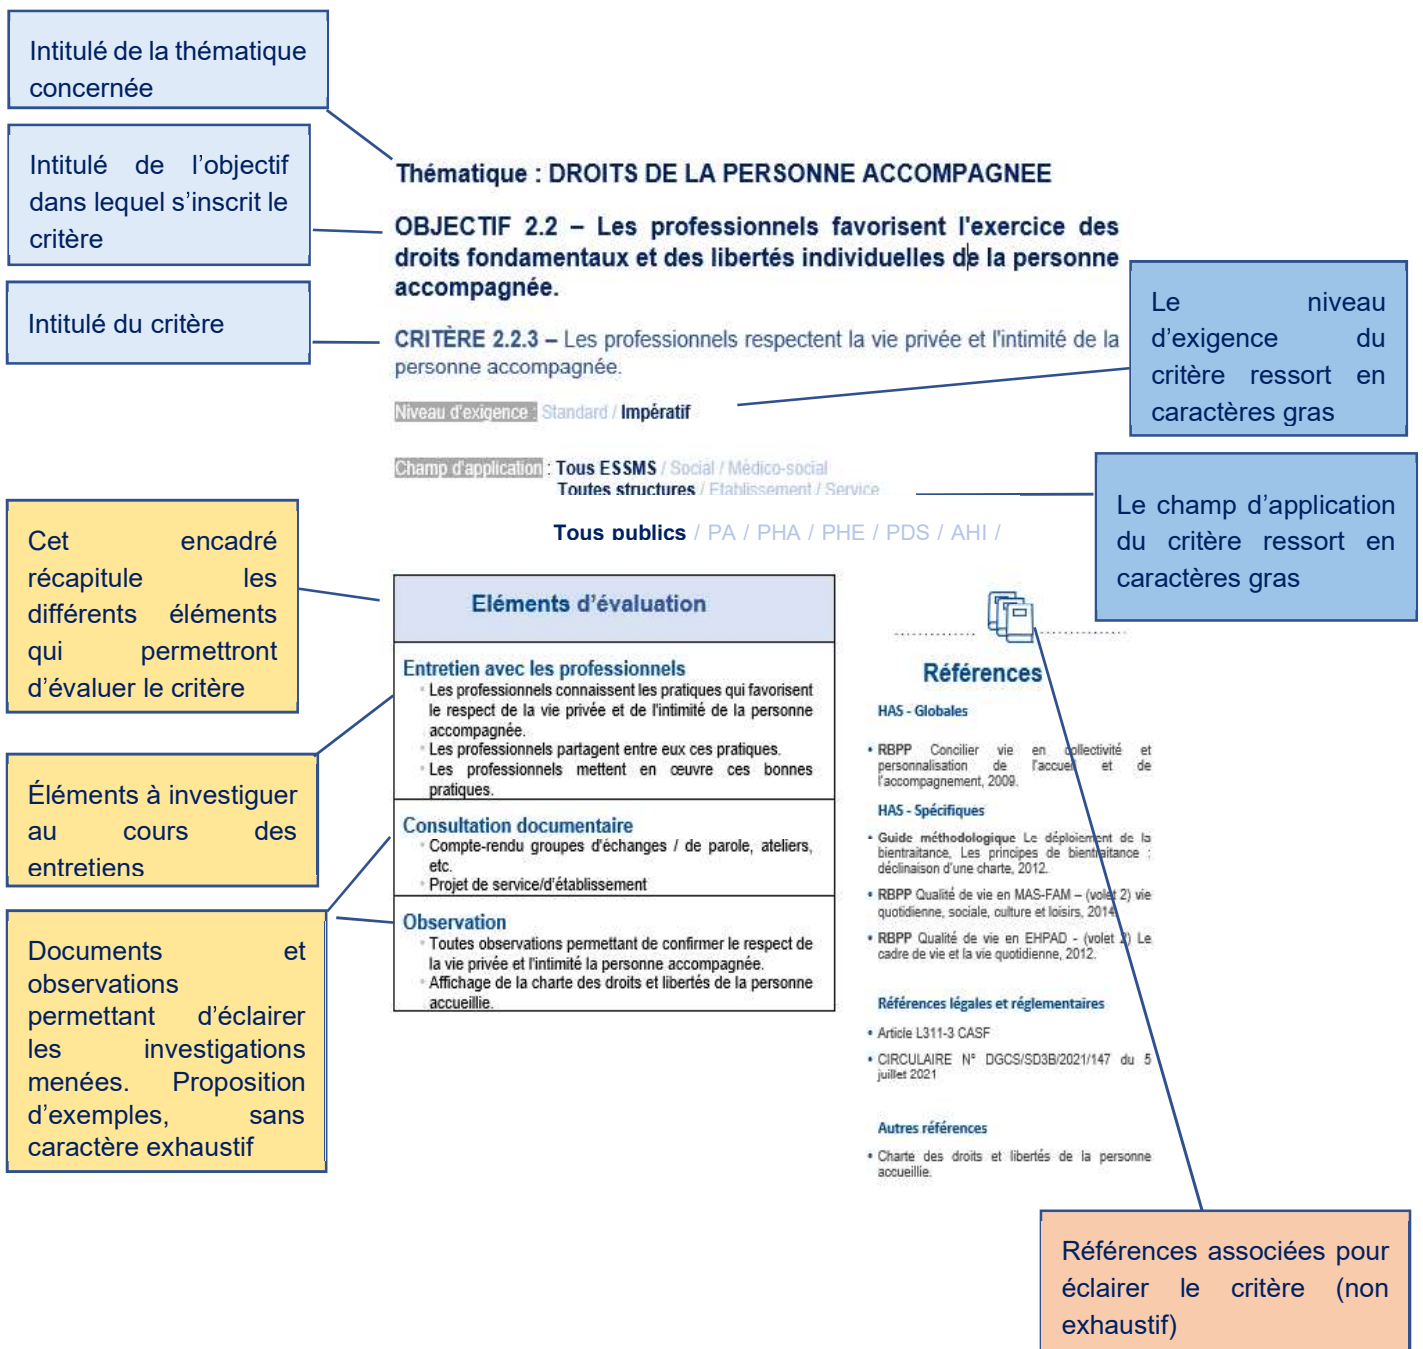 Intitulé de la thématique
concernée
Intitulé de l’objectif
dans lequel s’inscrit le
critère
Intitulé du critère
Thématique : DROITS DE LA PERSONNE ACCOMPAGNEE
OBJECTIF 2.2 – Les professionnels favorisent l'exercice des
droits fondamentaux et des libertés individuelles de la personne
accompagnée.
CRITÈRE 2.2.3 – Les professionnels respectent la vie privée et l'intimité de la
personne accompagnée.
Niveau d'exigence : Standard / Impératif
Champ d'application : Tous ESSMS / Social / Médico-social
Toutes structures / Etablissement / Service
Tous publics / PA / PHA / PHE / PDS / AHI /
Le niveau
d’exigence du
critère ressort en
caractères gras
Le champ d’application
du critère ressort en
caractères gras
Cet encadré
récapitule les
différents éléments
qui permettront
d’évaluer le critère
Éléments à investiguer
au cours des
entretiens
Documents et
observations
permettant d’éclairer
les investigations
menées. Proposition
d’exemples, sans
caractère exhaustif
Eléments d’évaluation
Entretien avec les professionnels
Les professionnels connaissent les pratiques qui favorisent
le respect de la vie privée et de l'intimité de la personne
accompagnée.
Les professionnels partagent entre eux ces pratiques.
Les professionnels mettent en œuvre ces bonnes
pratiques.
Consultation documentaire
Compte-rendu groupes d'échanges / de parole, ateliers,
etc.
Projet de service/d'établissement
Observation
Toutes observations permettant de confirmer le respect de
la vie privée et l'intimité la personne accompagnée.
Affichage de la charte des droits et libertés de la personne
accueillie.
Références
HAS - Globales
• RBPP Concilier vie en collectivité et
personnalisation de l'accueil et de
l'accompagnement, 2009.
HAS - Spécifiques
• Guide méthodologique Le déploiement de la
bientraitance, Les principes de bientraitance :
déclinaison d'une charte, 2012.
• RBPP Qualité de vie en MAS-FAM – (volet 2) vie
quotidienne, sociale, culture et loisirs, 2014.
• RBPP Qualité de vie en EHPAD - (volet 2) Le
cadre de vie et la vie quotidienne, 2012.
Références légales et réglementaires
• Article L311-3 CASF
• CIRCULAIRE N° DGCS/SD3B/2021/147 du 5
juillet 2021
Autres références
• Charte des droits et libertés de la personne
accueillie.
Références associées pour
éclairer le critère (non
exhaustif)